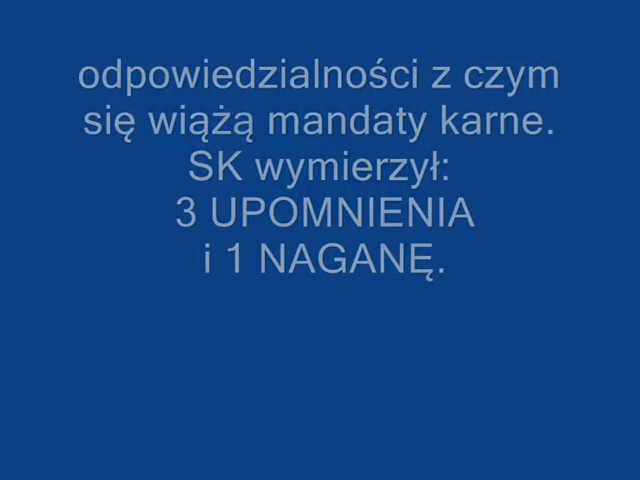 odpowiedzialności z czym
się wiążą mandaty karne.
SK wymierzył:
3 UPOMNIENIA
i 1 NAGANĘ.